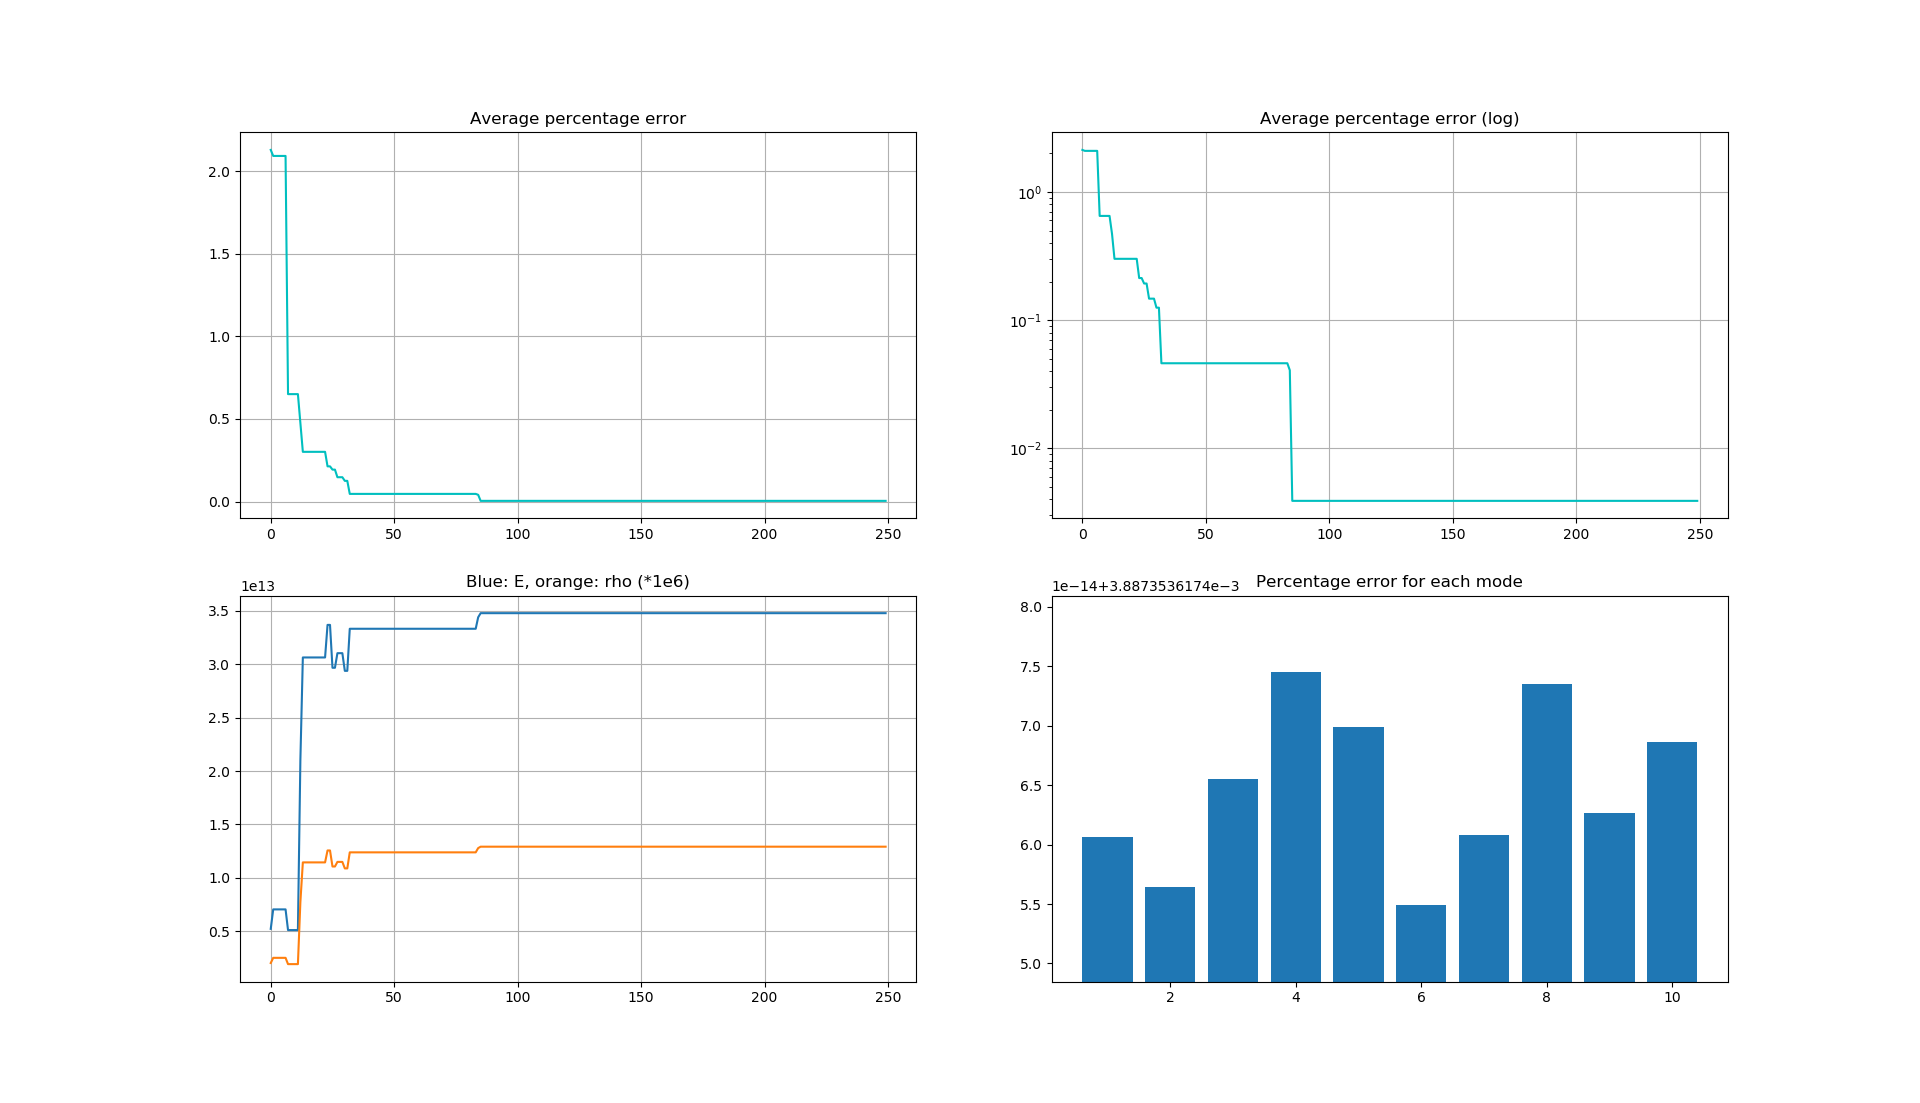 Average percentage error
2.0
1.5
1.0
0.5
0.0
0 50 100 150 200 250
Average percentage error (log)
10⁰
10⁻¹
10⁻²
0 50 100 150 200 250
1e13
Blue: E, orange: rho (*1e6)
3.5
3.0
2.5
2.0
1.5
1.0
0.5
0 50 100 150 200 250
1e−14+3.8873536174e−3
Percentage error for each mode
8.0
7.5
7.0
6.5
6.0
5.5
5.0
2 4 6 8 10